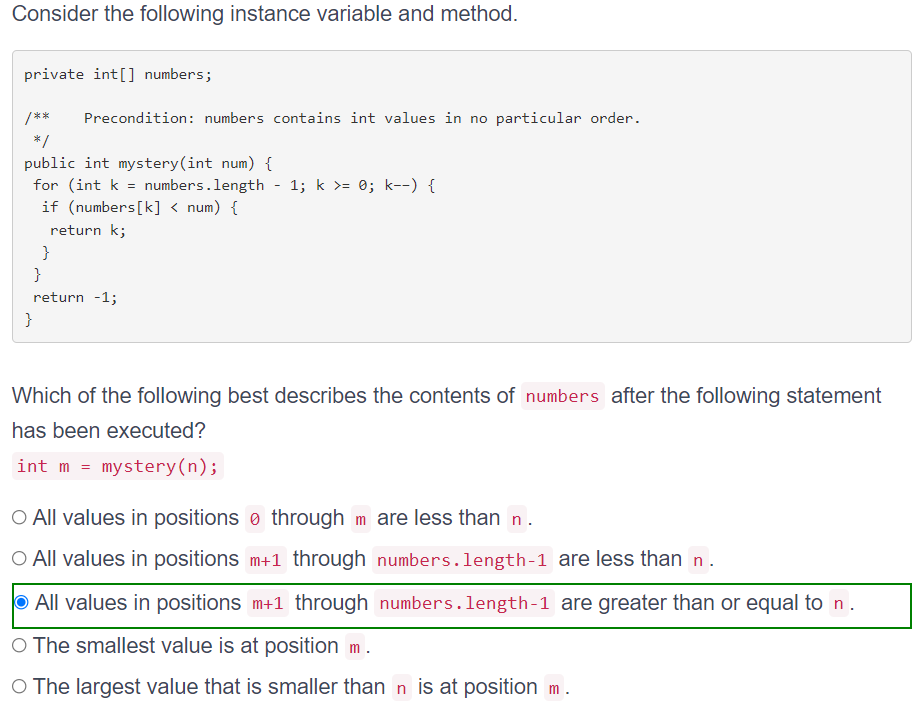 Consider the following instance variable and method.
private int[] numbers;
/**    Precondition: numbers contains int values in no particular order.
 */
public int mystery(int num) {
 for (int k = numbers.length - 1; k >= 0; k--) {
  if (numbers[k] < num) {
   return k;
  }
 }
 return -1;
}
Which of the following best describes the contents of numbers after the following statement
has been executed?
int m = mystery(n);
All values in positions 0 through m are less than n.
All values in positions m+1 through numbers.length-1 are less than n.
All values in positions m+1 through numbers.length-1 are greater than or equal to n.
The smallest value is at position m.
The largest value that is smaller than n is at position m.